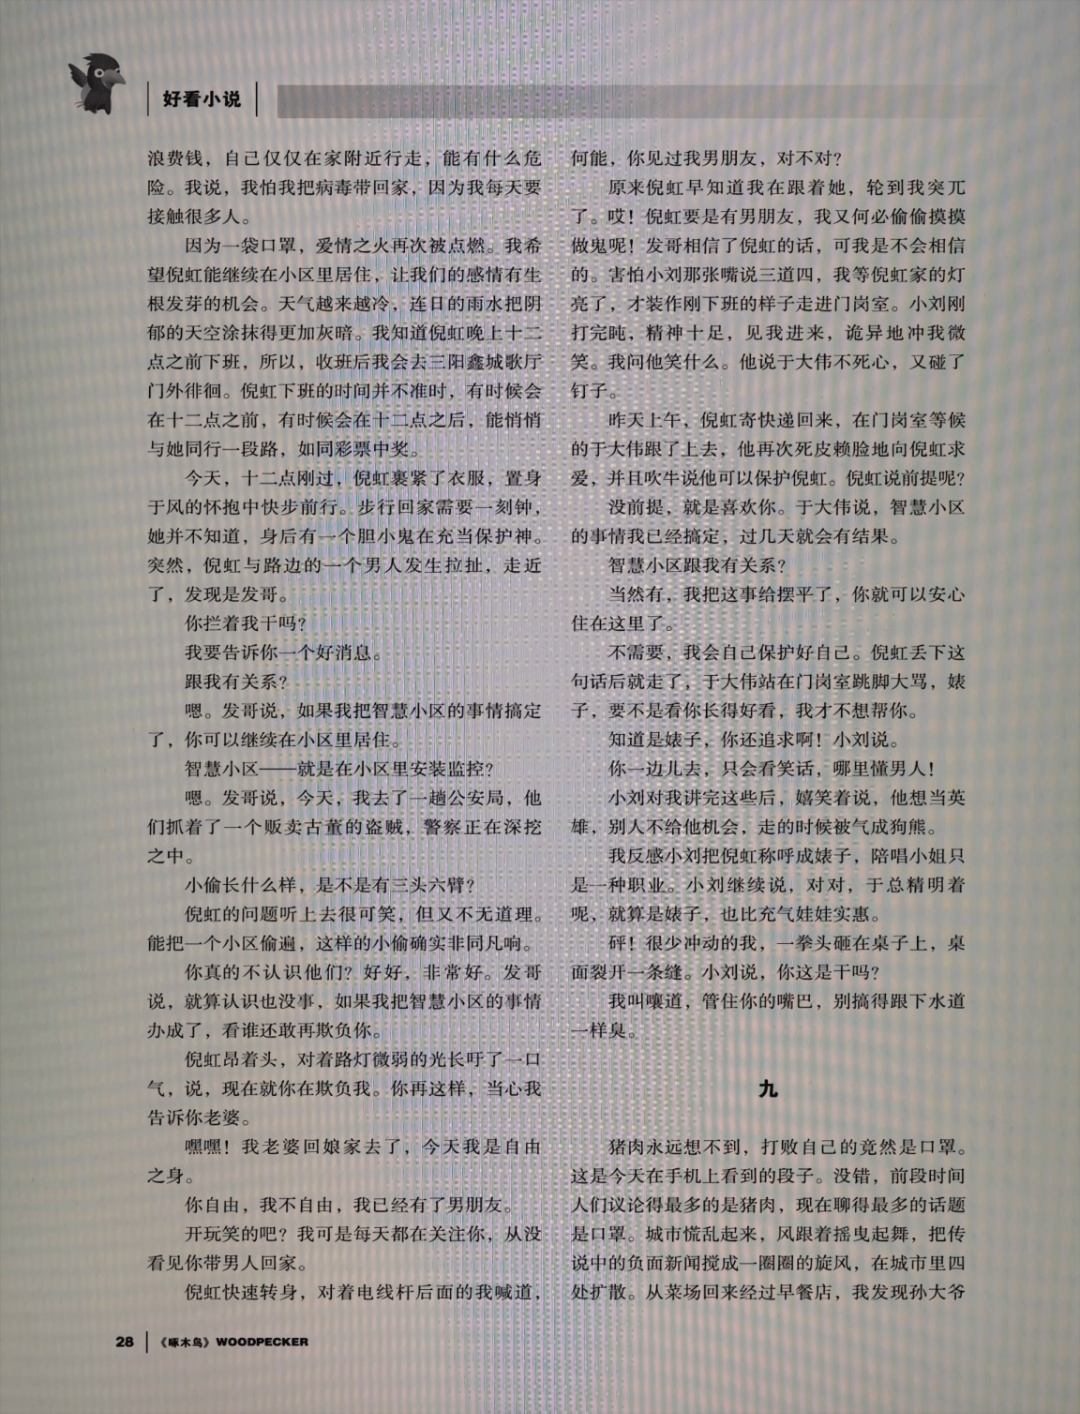 好看小说
浪费钱，自己仅仅在家附近行走，能有什么危
险。我说，我怕我把病毒带回家，因为我每天要
接触很多人。
因为一袋口罩，爱情之火再次被点燃。我希
望倪虹能继续在小区里居住，让我们的感情有生
根发芽的机会。天气越来越冷，连日的雨水把阴
郁的天空涂抹得更加灰暗。我知道倪虹晚上十二
点之前下班，所以，收班后我会去三阳鑫城歌厅
门外徘徊。倪虹下班的时间并不准时，有时候会
在十二点之前，有时候会在十二点之后，能悄悄
与她同行一段路，如同彩票中奖。
今天，十二点刚过，倪虹裹紧了衣服，置身
于风的怀抱中快步前行。步行回家需要一刻钟，
她并不知道，身后有一个胆小鬼在充当保护神。
突然，倪虹与路边的一个男人发生拉扯，走近
了，发现是发哥。
你拦着我干吗？
我要告诉你一个好消息。
跟我有关系？
嗯。发哥说，如果我把智慧小区的事情搞定
了，你可以继续在小区里居住。
智慧小区——就是在小区里安装监控？
嗯。发哥说，今天，我去了一趟公安局，他
们抓着了一个贩卖古董的盗贼，警察正在深挖
之中。
小偷长什么样，是不是有三头六臂？
倪虹的问题听上去很可笑，但又不无道理。
能把一个小区偷遍，这样的小偷确实非同凡响。
你真的不认识他们？好好，非常好。发哥
说，就算认识也没事，如果我把智慧小区的事情
办成了，看谁还敢再欺负你。
倪虹昂着头，对着路灯微弱的光长吁了一口
气，说，现在就你在欺负我。你再这样，当心我
告诉你老婆。
嘿嘿！我老婆回娘家去了，今天我是自由
之身。
你自由，我不自由，我已经有了男朋友。
开玩笑的吧？我可是每天都在关注你，从没
看见你带男人回家。
倪虹快速转身，对着电线杆后面的我喊道，
何能，你见过我男朋友，对不对？
原来倪虹早知道我在跟着她，轮到我突兀
了。哎！倪虹要是有男朋友，我又何必偷偷摸摸
做鬼呢！发哥相信了倪虹的话，可我是不会相信
的。害怕小刘那张嘴说三道四，我等倪虹家的灯
亮了，才装作刚下班的样子走进门岗室。小刘刚
打完盹，精神十足，见我进来，诡异地冲我微
笑。我问他笑什么。他说于大伟不死心，又碰了
钉子。
昨天上午，倪虹寄快递回来，在门岗室等候
的于大伟跟了上去，他再次死皮赖脸地向倪虹求
爱，并且吹牛说他可以保护倪虹。倪虹说前提呢？
没前提，就是喜欢你。于大伟说，智慧小区
的事情我已经搞定，过几天就会有结果。
智慧小区跟我有关系？
当然有，我把这事给摆平了，你就可以安心
住在这里了。
不需要，我会自己保护好自己。倪虹丢下这
句话后就走了，于大伟站在门岗室跳脚大骂，婊
子，要不是看你长得好看，我才不想帮你。
知道是婊子，你还追求啊！小刘说。
你一边儿去，只会看笑话，哪里懂男人！
小刘对我讲完这些后，嬉笑着说，他想当英
雄，别人不给他机会，走的时候被气成狗熊。
我反感小刘把倪虹称呼成婊子，陪唱小姐只
是一种职业。小刘继续说，对对，于总精明着
呢，就算是婊子，也比充气娃娃实惠。
砰！很少冲动的我，一拳头砸在桌子上，桌
面裂开一条缝。小刘说，你这是干吗？
我叫嚷道，管住你的嘴巴，别搞得跟下水道
一样臭。
九
猪肉永远想不到，打败自己的竟然是口罩。
这是今天在手机上看到的段子。没错，前段时间
人们议论得最多的是猪肉，现在聊得最多的话题
是口罩。城市慌乱起来，风跟着摇曳起舞，把传
说中的负面新闻搅成一圈圈的旋风，在城市里四
处扩散。从菜场回来经过早餐店，我发现孙大爷
28 《啄木鸟》WOODPECKER